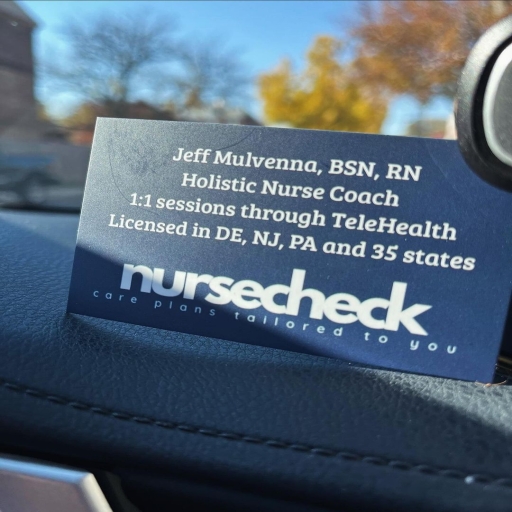 Jeff Mulvenna, BSN, RN
Holistic Nurse Coach
1:1 sessions through TeleHealth
Licensed in DE, NJ, PA and 35 states
nursecheck
care plans tailored to you